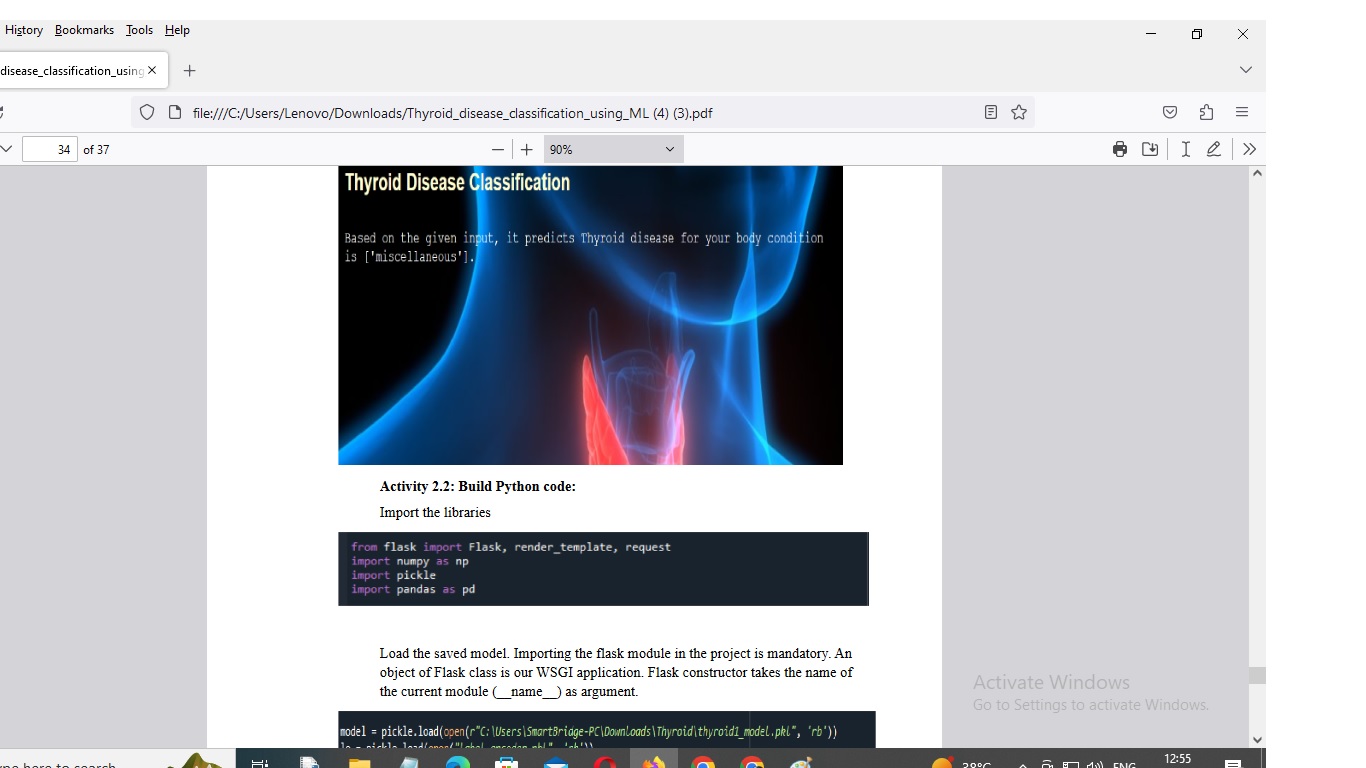 History Bookmarks Tools Help
disease_classification_using
file:///C:/Users/Lenovo/Downloads/Thyroid_disease_classification_using_ML (4) (3).pdf
34 of 37
90%
Thyroid Disease Classification
Based on the given input, it predicts Thyroid disease for your body condition
is ['miscellaneous'].
Activity 2.2: Build Python code:
Import the libraries
from flask import Flask, render_template, request
import numpy as np
import pickle
import pandas as pd
Load the saved model. Importing the flask module in the project is mandatory. An
object of Flask class is our WSGI application. Flask constructor takes the name of
the current module (__name__) as argument.
Activate Windows
Go to Settings to activate Windows.
model = pickle.load(open(r"C:\Users\SmartBridge-PC\Downloads\Thyroid\thyroid1_model.pkl", 'rb'))
here to search
38°C
ENG
12:55